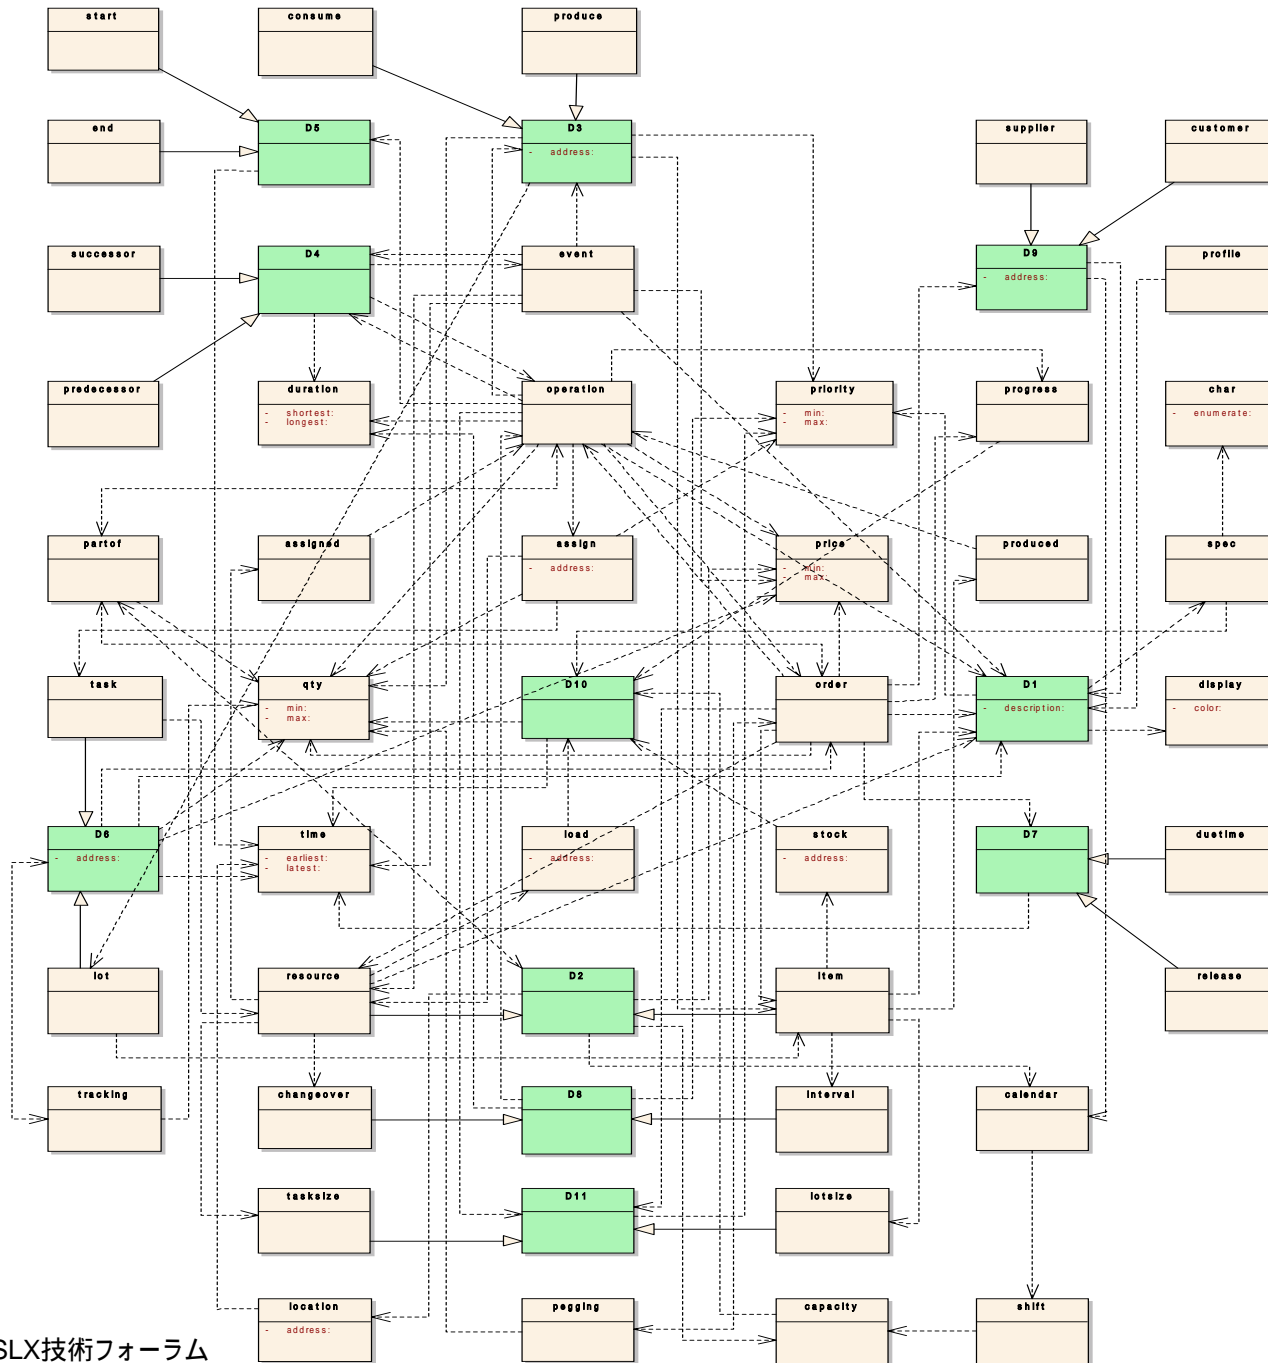 start
consume
produce
end
D5
D3
- address:
supplier
customer
successor
D4
event
D9
- address:
profile
predecessor
duration
- shortest:
- longest:
operation
priority
- min:
- max:
progress
char
- enumerate:
partof
assigned
assign
- address:
price
- min:
- max:
produced
spec
task
qty
- min:
- max:
D10
order
D1
- description:
display
- color:
D6
- address:
time
- earliest:
- latest:
load
- address:
stock
- address:
D7
duetime
lot
resource
D2
item
release
tracking
changeover
D8
interval
calendar
tasksize
D11
lotsize
location
- address:
pegging
capacity
shift
SLX技術フォーラム